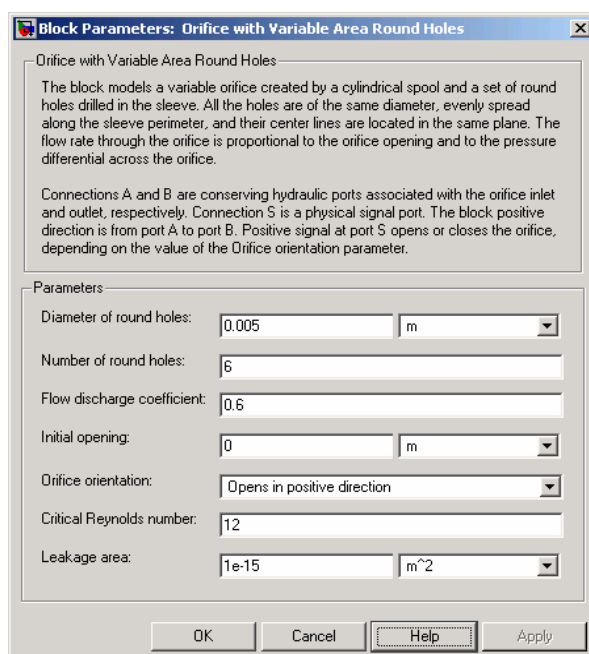 Block Parameters: Orifice with Variable Area Round Holes
Orifice with Variable Area Round Holes
The block models a variable orifice created by a cylindrical spool and a set of round
holes drilled in the sleeve. All the holes are of the same diameter, evenly spread
along the sleeve perimeter, and their center lines are located in the same plane. The
flow rate through the orifice is proportional to the orifice opening and to the pressure
differential across the orifice.
Connections A and B are conserving hydraulic ports associated with the orifice inlet
and outlet, respectively. Connection S is a physical signal port. The block positive
direction is from port A to port B. Positive signal at port S opens or closes the orifice,
depending on the value of the Orifice orientation parameter.
Parameters
Diameter of round holes: 0.005 m
Number of round holes: 6
Flow discharge coefficient: 0.6
Initial opening: 0 m
Orifice orientation: Opens in positive direction
Critical Reynolds number: 12
Leakage area: 1e-15 m^2
OK Cancel Help Apply